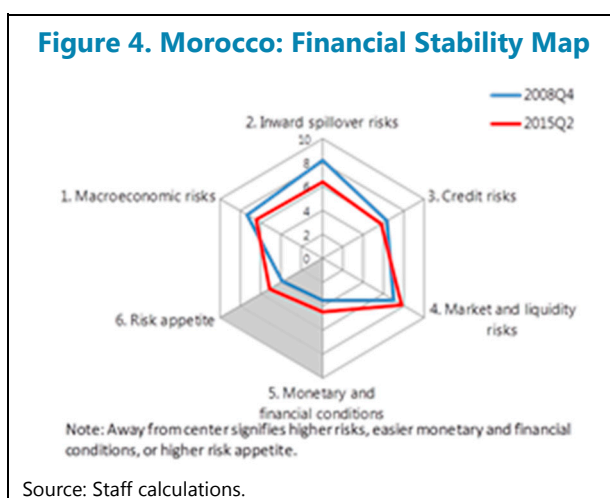 Figure 4. Morocco: Financial Stability Map
2008Q4
2015Q2
2. Inward spillover risks
10
8
6
4
2
0
1. Macroeconomic risks
3. Credit risks
6. Risk appetite
4. Market and liquidity
risks
5. Monetary and
financial conditions
Note: Away from center signifies higher risks, easier monetary and financial
conditions, or higher risk appetite.
Source: Staff calculations.